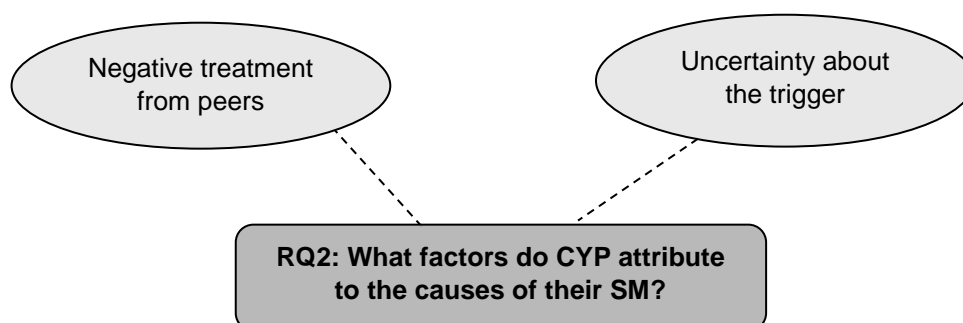 Negative treatment
from peers
Uncertainty about
the trigger
RQ2: What factors do CYP attribute
to the causes of their SM?